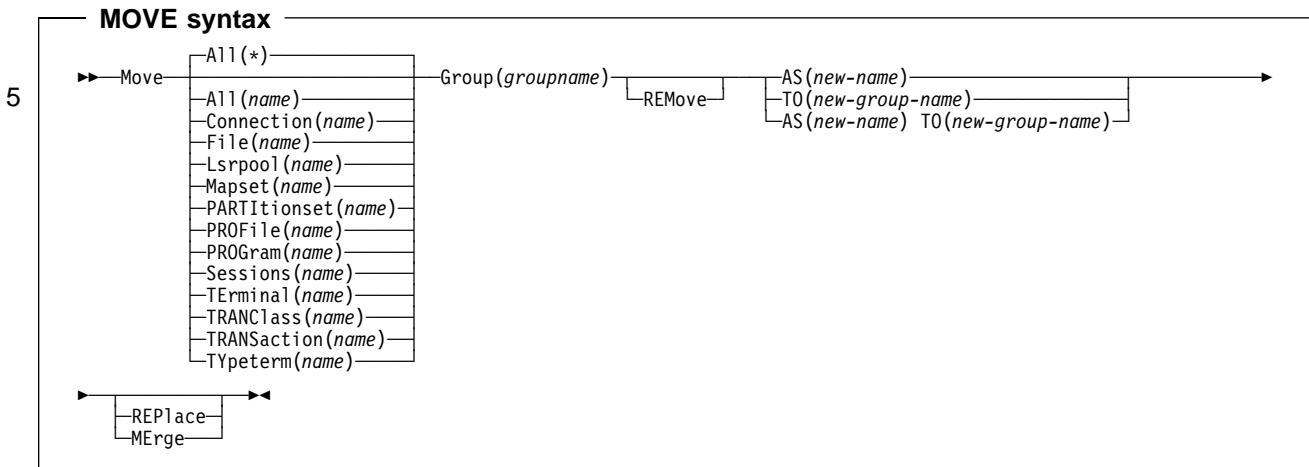 MOVE syntax
All(*)
Move Group(groupname) AS(new-name)
5
All(name) REMove TO(new-group-name)
Connection(name) AS(new-name) TO(new-group-name)
File(name)
Lsrpool(name)
Mapset(name)
PARTItionset(name)
PROFile(name)
PROGram(name)
Sessions(name)
TErminal(name)
TRANClass(name)
TRANSaction(name)
TYpeterm(name)
REPlace
MErge